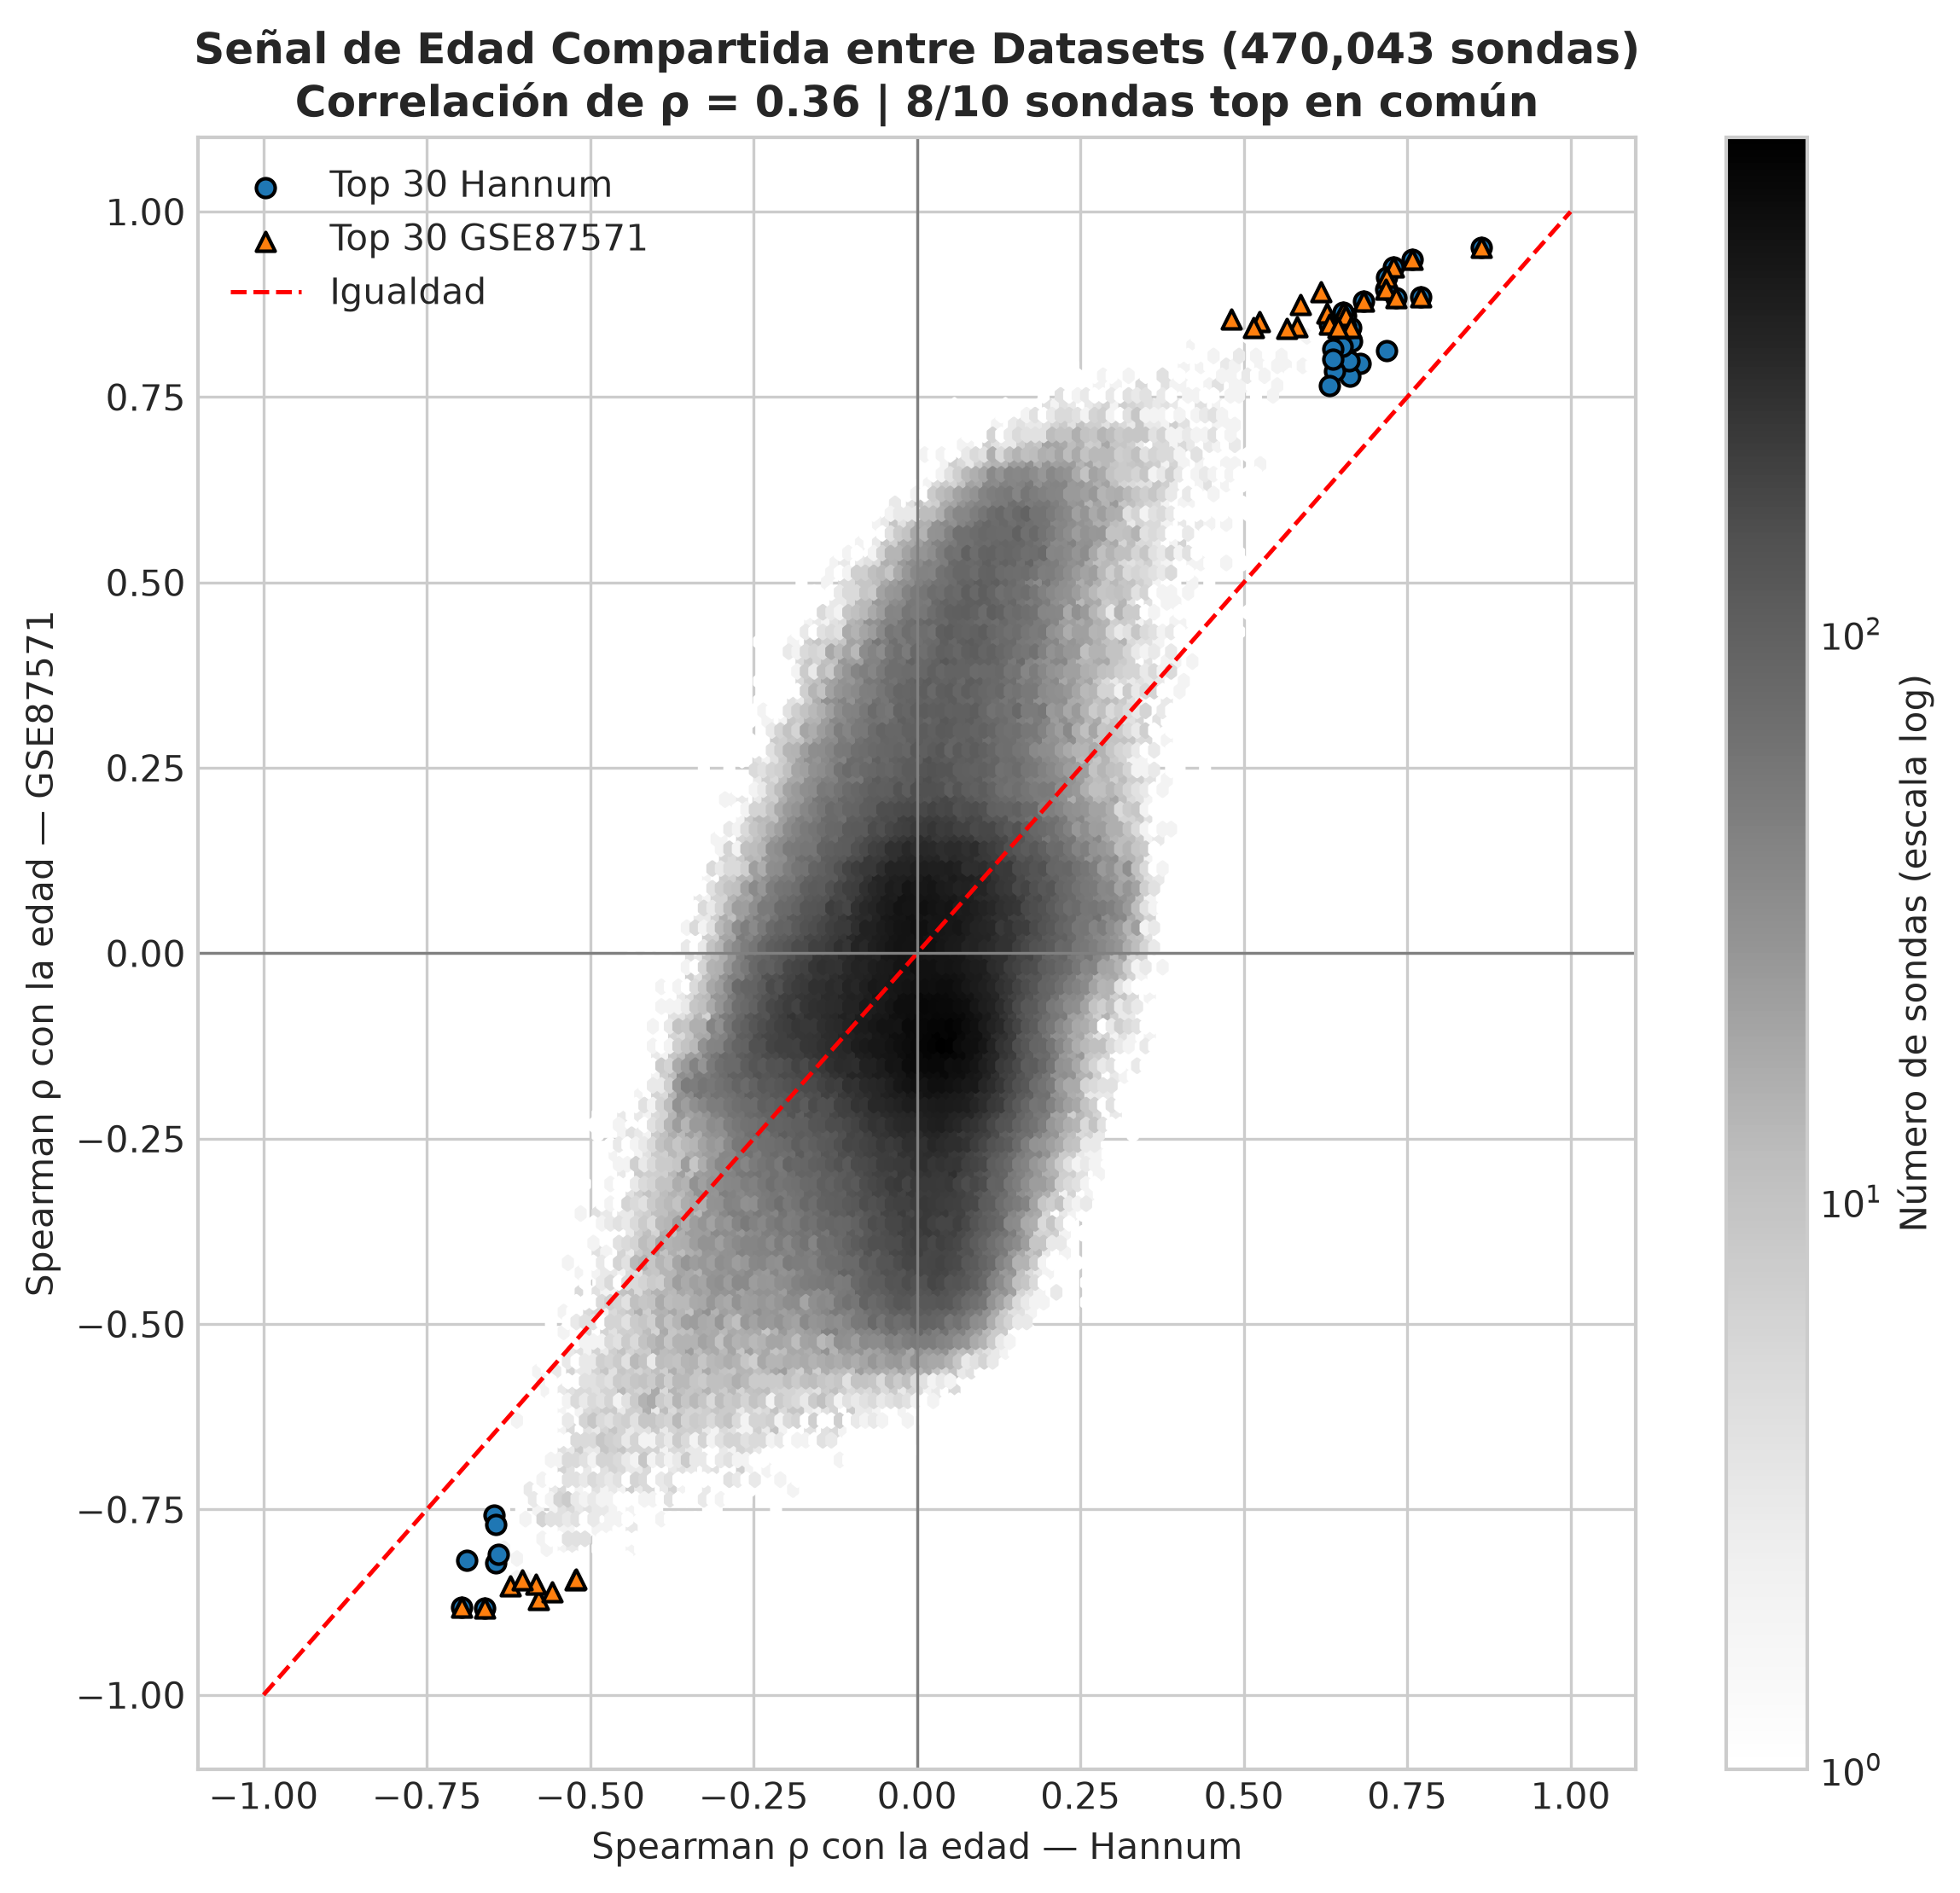 Señal de Edad Compartida entre Datasets (470,043 sondas)
Correlación de ρ = 0.36 | 8/10 sondas top en común
Top 30 Hannum
Top 30 GSE87571
Igualdad
Spearman ρ con la edad — GSE87571
1.00
0.75
0.50
0.25
0.00
−0.25
−0.50
−0.75
−1.00
−1.00 −0.75 −0.50 −0.25 0.00 0.25 0.50 0.75 1.00
Spearman ρ con la edad — Hannum
10²
10¹
10⁰
Número de sondas (escala log)